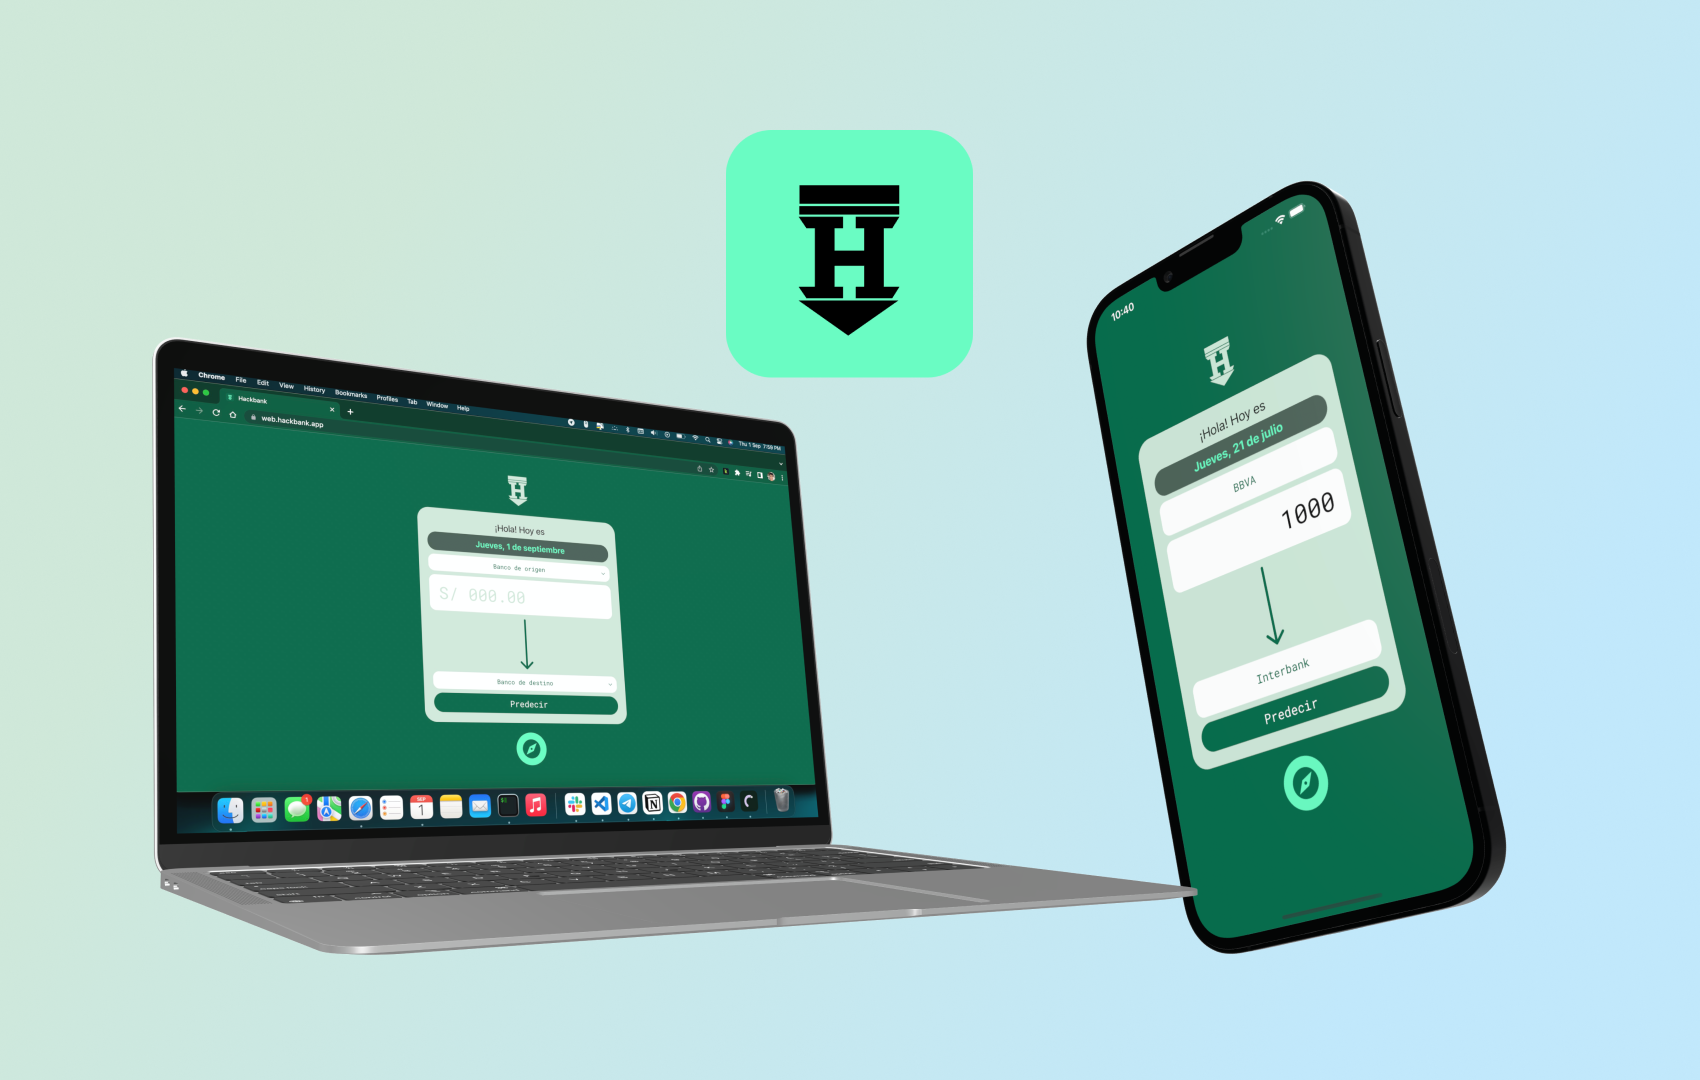 H
Chrome File Edit View History Bookmarks Profiles Tab Window Help
Thu 1 Sep 7:59 PM
Hackbank
web.hackbank.app
H
¡Hola! Hoy es
Jueves, 1 de septiembre
Banco de origen
S/ 000.00
Banco de destino
Predecir
SEP
1
10:40
H
¡Hola! Hoy es
Jueves, 21 de julio
BBVA
1000
Interbank
Predecir